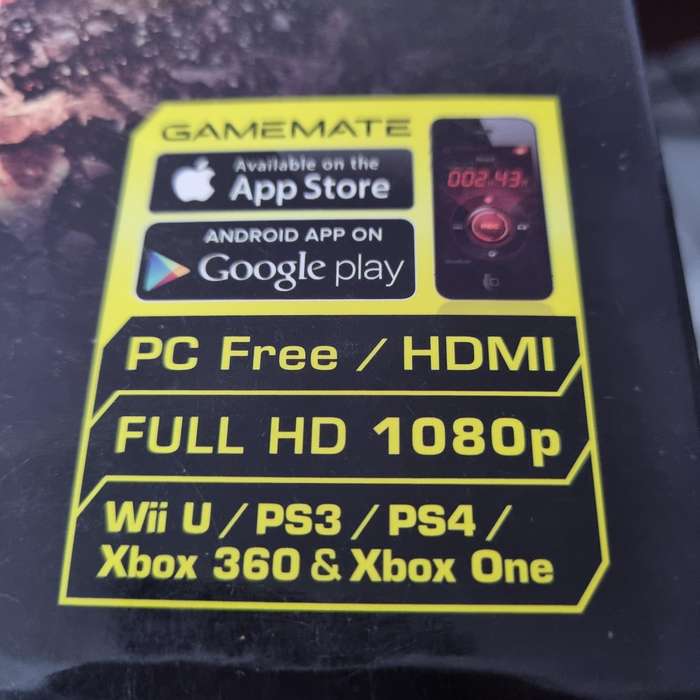 GAMEMATE
Available on the
App Store
ANDROID APP ON
Google play
002 43
REC
PC Free / HDMI
FULL HD 1080p
Wii U / PS3 / PS4 /
Xbox 360 & Xbox One